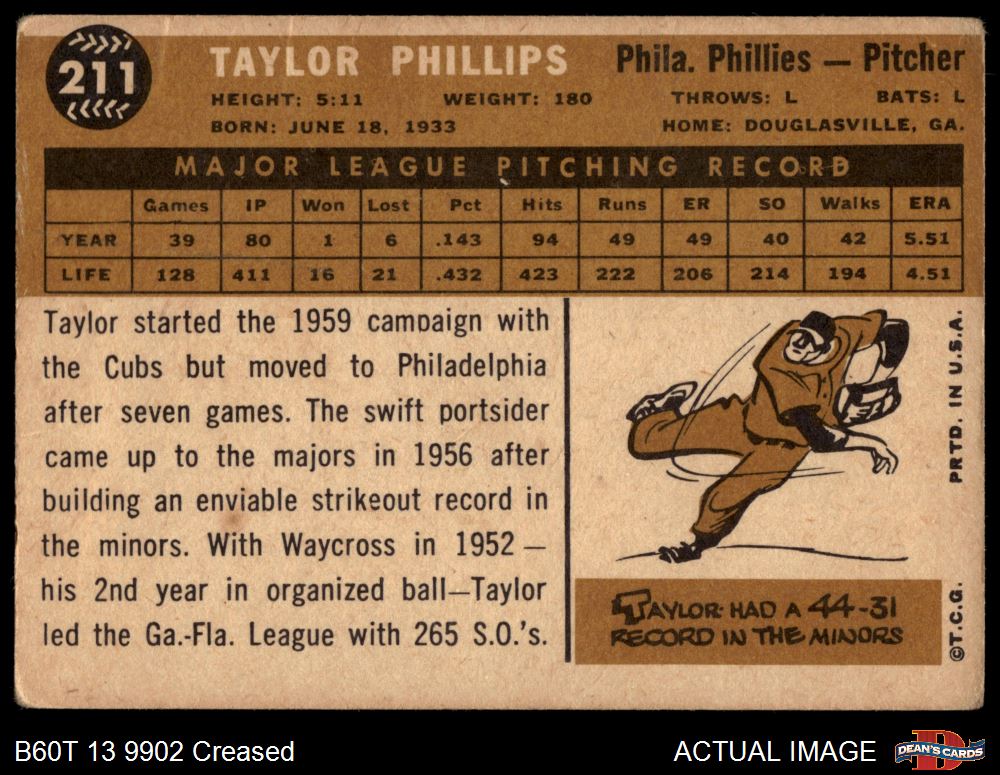 211
TAYLOR PHILLIPS Phila. Phillies — Pitcher
HEIGHT: 5:11 WEIGHT: 180 THROWS: L BATS: L
BORN: JUNE 18, 1933 HOME: DOUGLASVILLE, GA.
MAJOR LEAGUE PITCHING RECORD
Games IP Won Lost Pct Hits Runs ER SO Walks ERA
YEAR 39 80 1 6 .143 94 49 49 40 42 5.51
LIFE 128 411 16 21 .432 423 222 206 214 194 4.51
Taylor started the 1959 campaign with
the Cubs but moved to Philadelphia
after seven games. The swift portsider
came up to the majors in 1956 after
building an enviable strikeout record in
the minors. With Waycross in 1952 —
his 2nd year in organized ball—Taylor
led the Ga.-Fla. League with 265 S.O.'s.
TAYLOR HAD A 44-31
RECORD IN THE MINORS
PRTD. IN U.S.A.
©T.C.G.
B60T 13 9902 Creased
ACTUAL IMAGE
DEAN'S CARDS